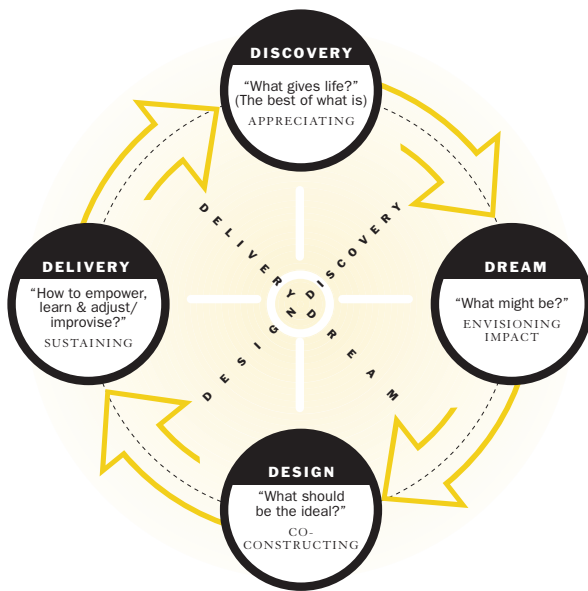 DISCOVERY
“What gives life?”
(The best of what is)
APPRECIATING
DELIVERY
DISCOVERY
DELIVERY
“How to empower,
learn & adjust/
improvise?”
SUSTAINING
DREAM
“What might be?”
ENVISIONING
IMPACT
DESIGN
DREAM
DESIGN
“What should
be the ideal?”
CO-
CONSTRUCTING